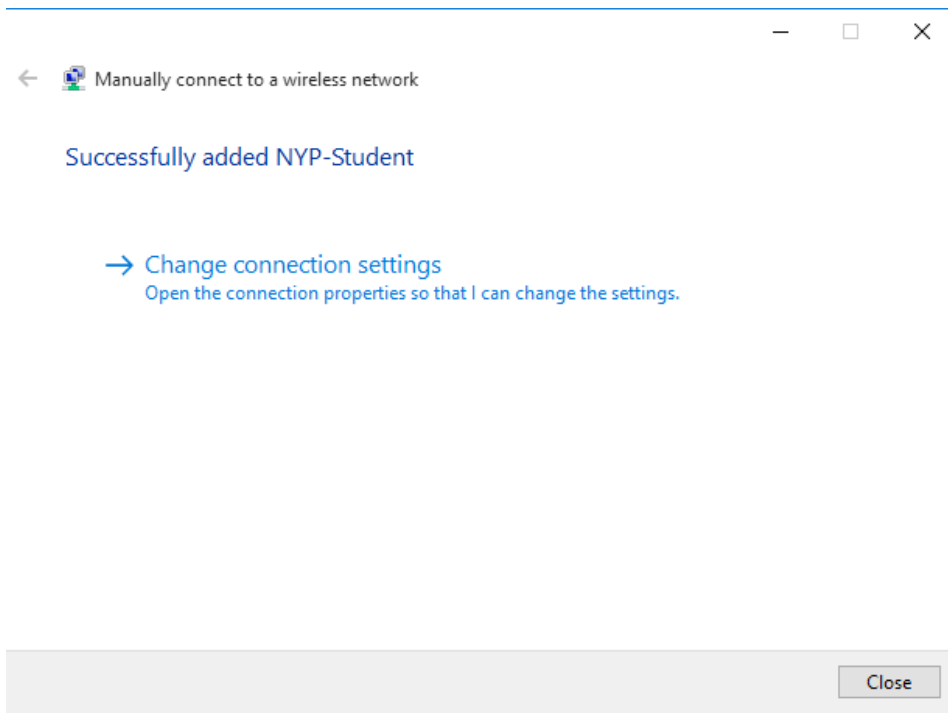 Manually connect to a wireless network
Successfully added NYP-Student
Change connection settings
Open the connection properties so that I can change the settings.
Close